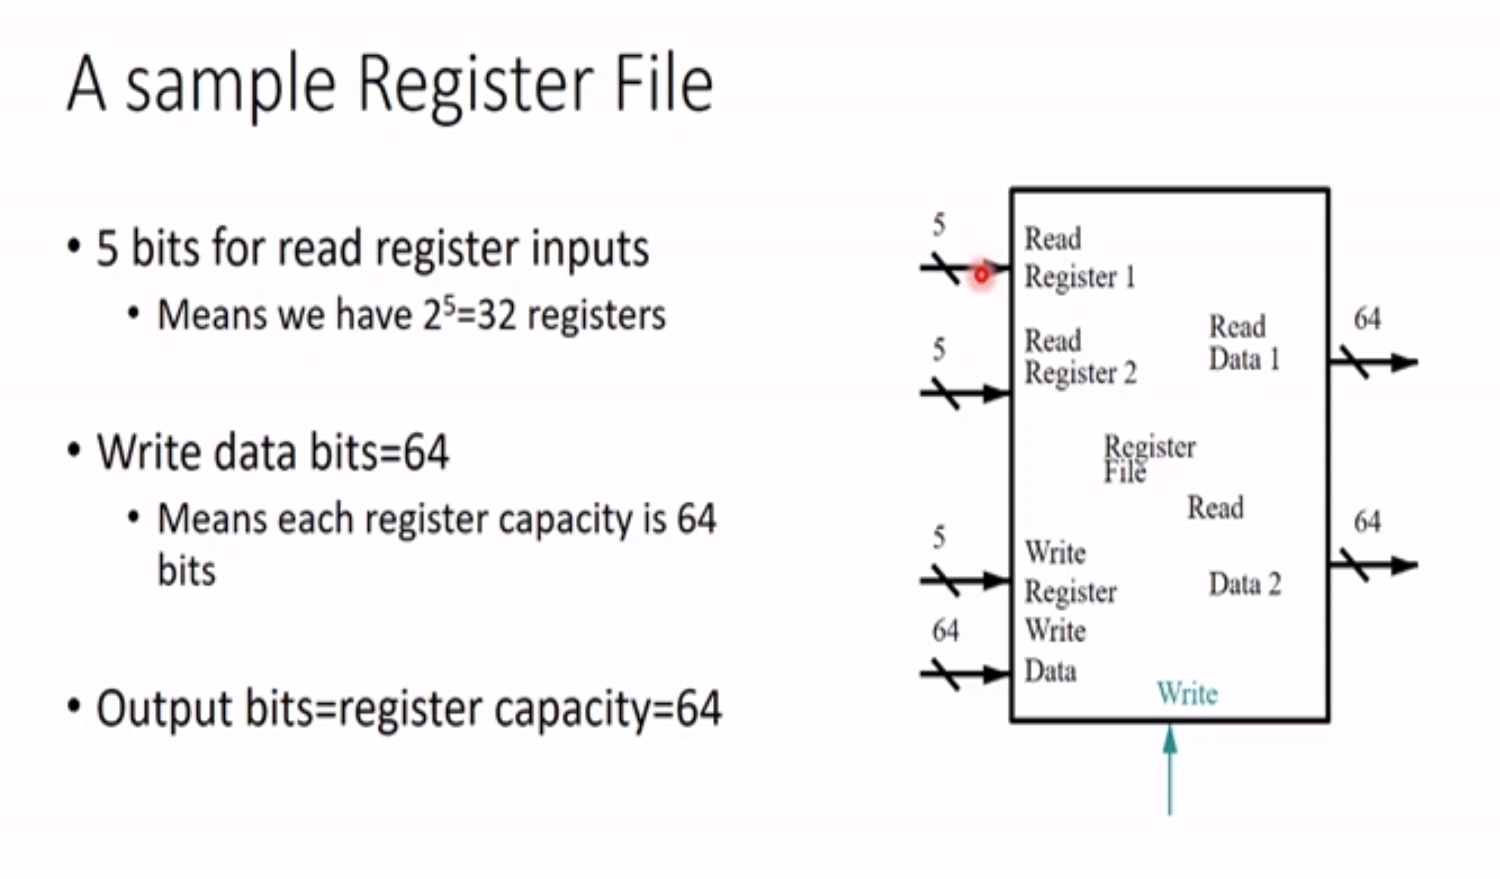 A sample Register File
• 5 bits for read register inputs
• Means we have 2⁵=32 registers
• Write data bits=64
• Means each register capacity is 64
bits
• Output bits=register capacity=64
5
Read
Register 1
5
Read
Register 2
Read
Data 1
64
Register
File
Read
Data 2
64
5
Write
Register
64
Write
Data
Write